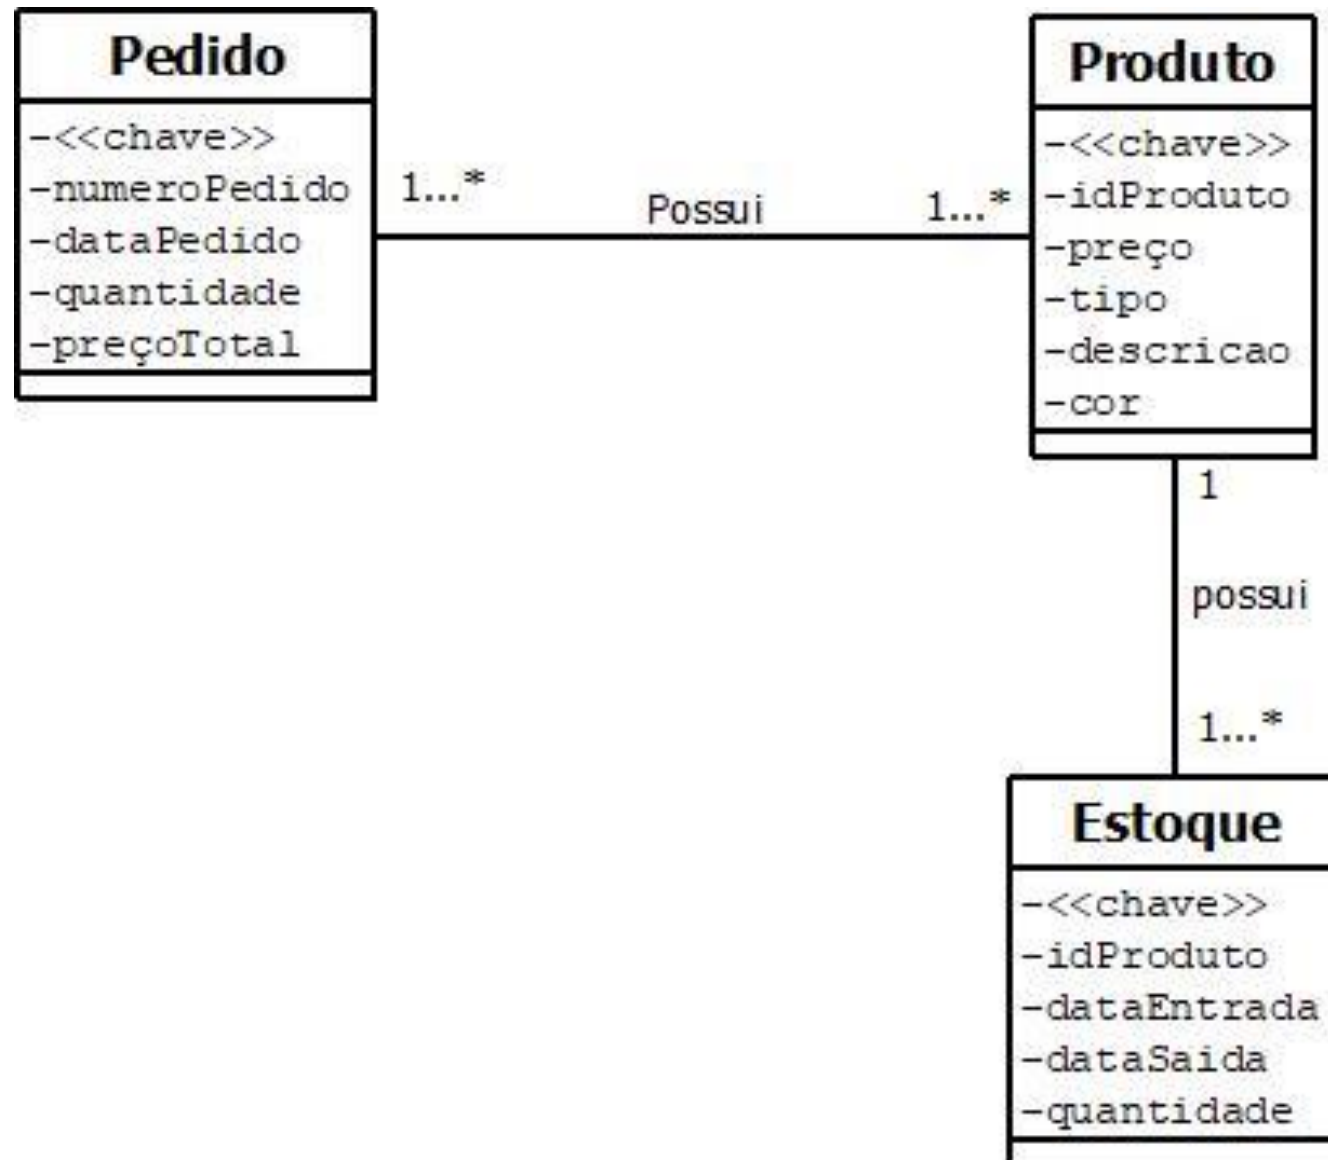 Pedido
-<<chave>>
-numeroPedido
-dataPedido
-quantidade
-preçoTotal
1...*
Possui
1...*
Produto
-<<chave>>
-idProduto
-preço
-tipo
-descricao
-cor
1
possui
1...*
Estoque
-<<chave>>
-idProduto
-dataEntrada
-dataSaida
-quantidade